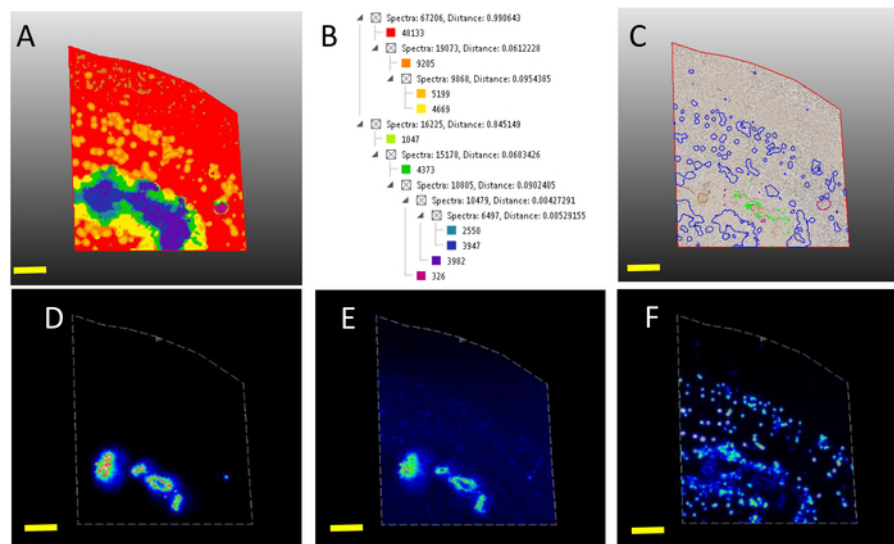 A
B
C
Spectra: 67206, Distance: 0.990643
48133
Spectra: 19073, Distance: 0.0612228
9205
Spectra: 9868, Distance: 0.0954385
5199
4669
Spectra: 16225, Distance: 0.845149
1047
Spectra: 15178, Distance: 0.0683426
4373
Spectra: 10805, Distance: 0.0902405
Spectra: 10479, Distance: 0.00427291
Spectra: 6497, Distance: 0.00529155
2550
3947
3982
326
D
E
F